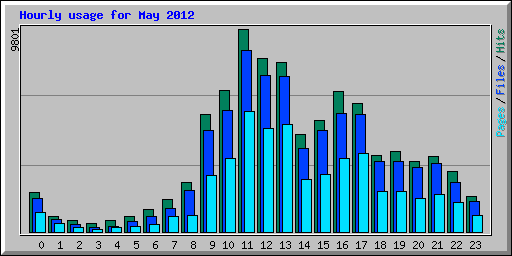 Hourly usage for May 2012
9801
Pages / Files / Hits
0 1 2 3 4 5 6 7 8 9 10 11 12 13 14 15 16 17 18 19 20 21 22 23